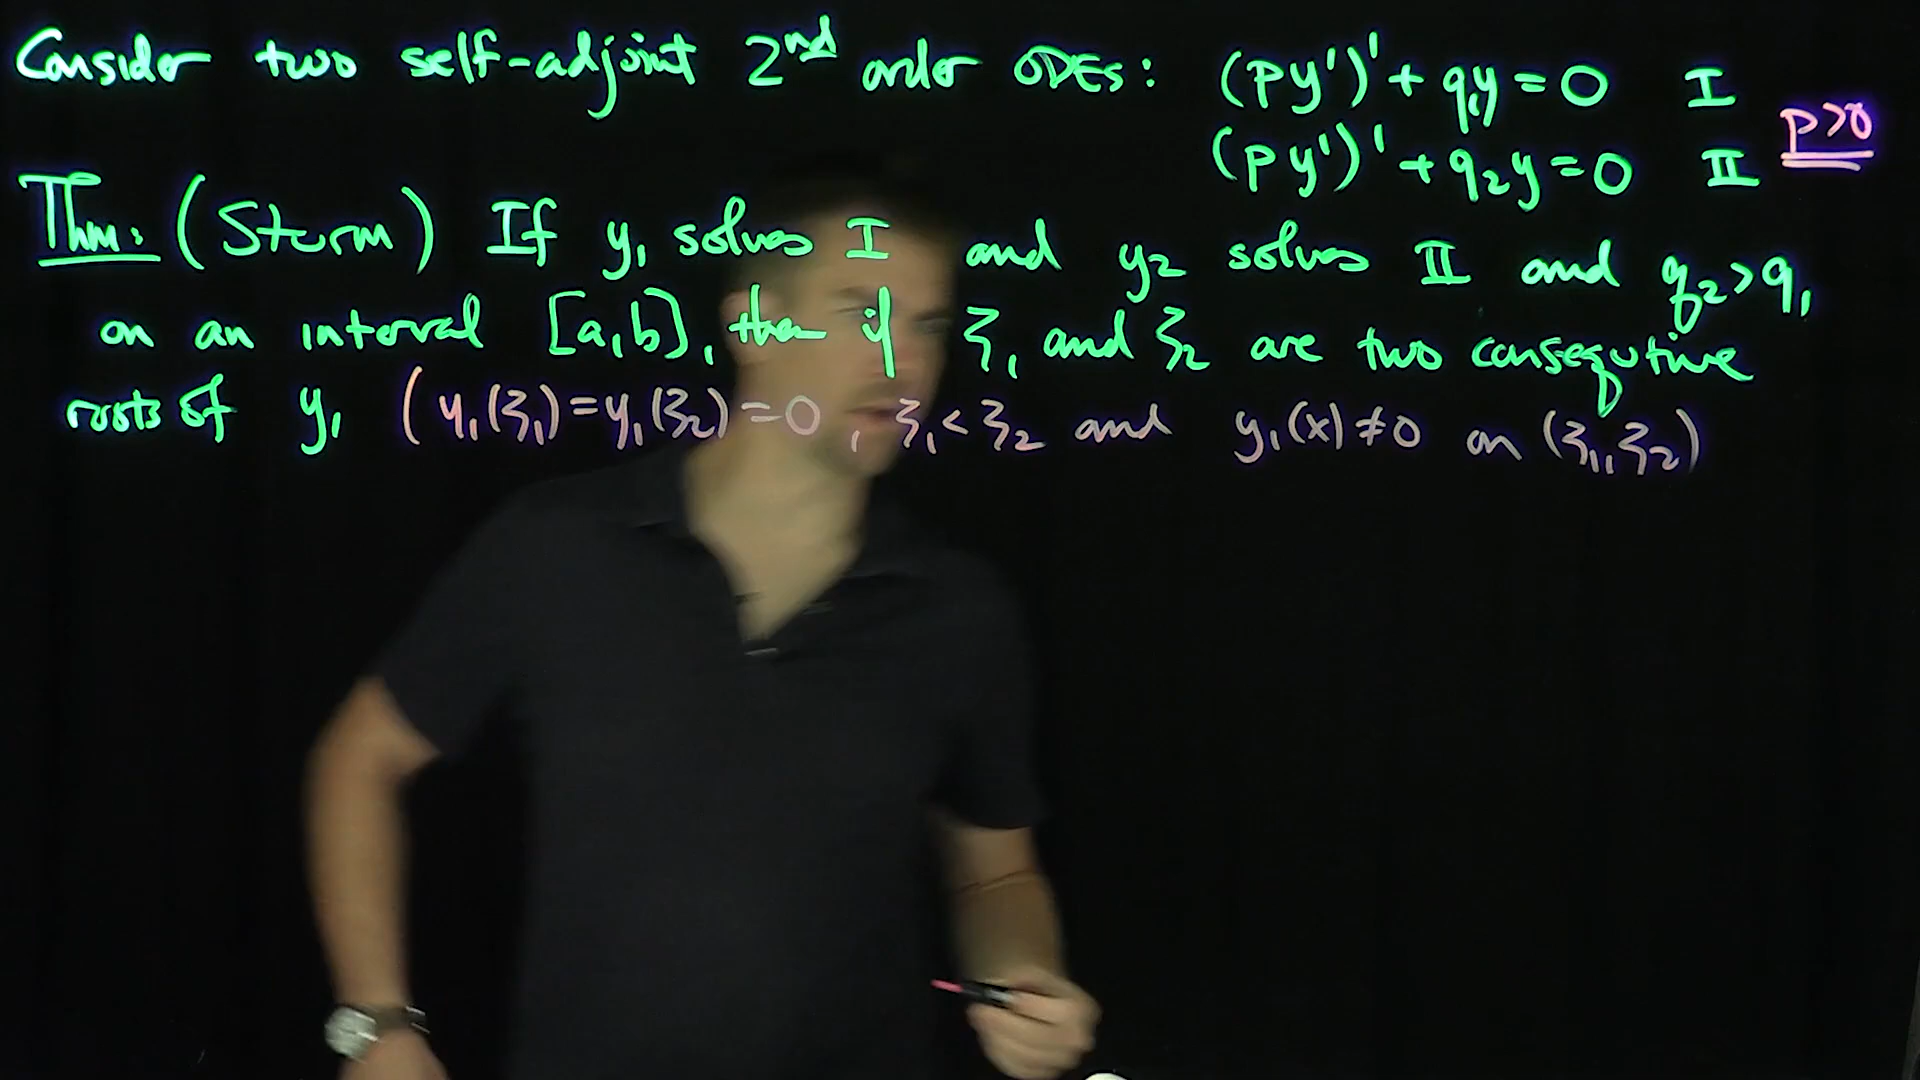 Consider two self-adjoint 2nd order ODEs: (py')' + q₁y = 0 I
(py')' + q₂y = 0 II
p>0
Thm: (Sturm) If y₁ solves I and y₂ solves II and q₂>q₁
on an interval [a,b], then if ξ₁ and ξ₂ are two consequtive
roots of y₁ (y₁(ξ₁)=y₁(ξ₂)=0, ξ₁<ξ₂ and y₁(x)≠0 on (ξ₁,ξ₂)